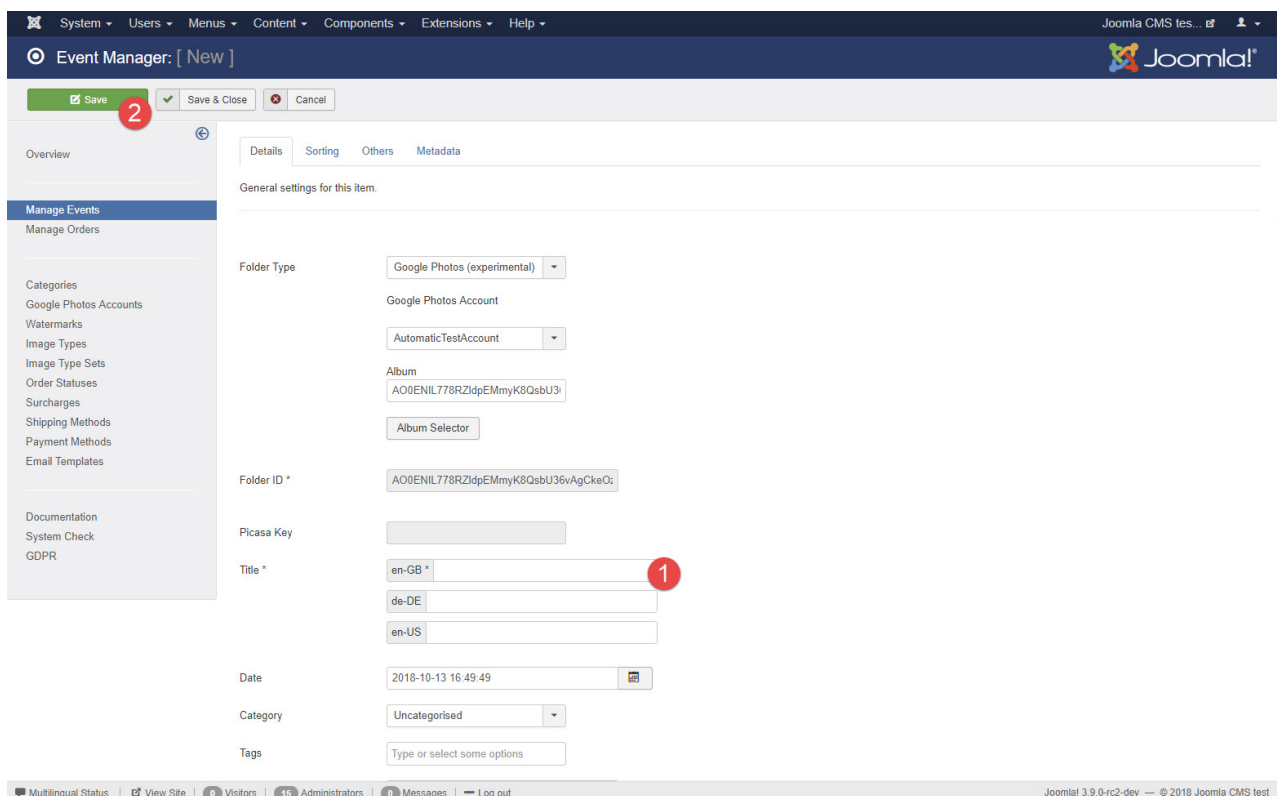 System Users Menus Content Components Extensions Help Joomla CMS tes...
Event Manager: [ New ] Joomla!®
Save 2 Save & Close Cancel
Overview
Manage Events
Manage Orders
Categories
Google Photos Accounts
Watermarks
Image Types
Image Type Sets
Order Statuses
Surcharges
Shipping Methods
Payment Methods
Email Templates
Documentation
System Check
GDPR
Details Sorting Others Metadata
General settings for this item.
Folder Type Google Photos (experimental)
Google Photos Account
AutomaticTestAccount
Album
AO0ENIL778RZIdpEMmyK8QsbU3
Album Selector
Folder ID * AO0ENIL778RZIdpEMmyK8QsbU36vAgCkeOz
Picasa Key
Title * en-GB * 1
de-DE
en-US
Date 2018-10-13 16:49:49
Category Uncategorised
Tags Type or select some options
Multilingual Status View Site 0 Visitors 15 Administrators 0 Messages Log out Joomla! 3.9.0-rc2-dev — © 2018 Joomla CMS test